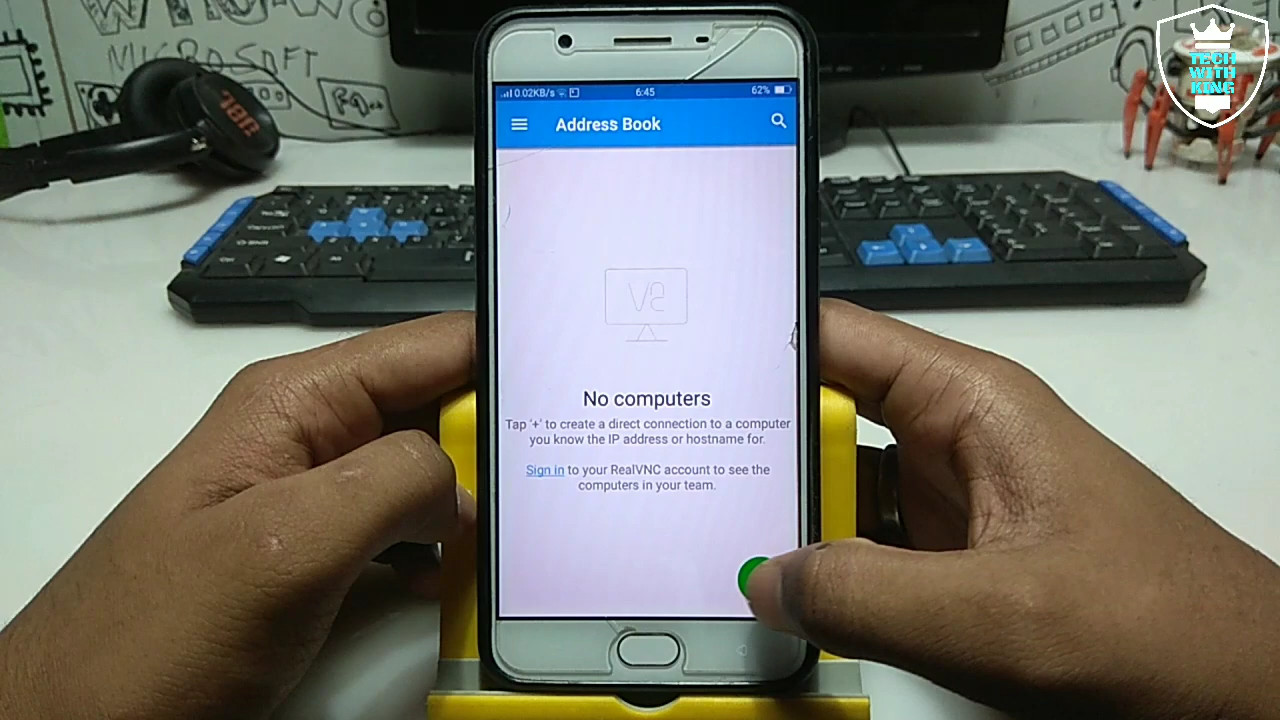 MICROSOFT
JBL
TECH
WITH
KING
0.02KB/s
6:45
62%
Address Book
No computers
Tap '+' to create a direct connection to a computer
you know the IP address or hostname for.
Sign in to your RealVNC account to see the
computers in your team.